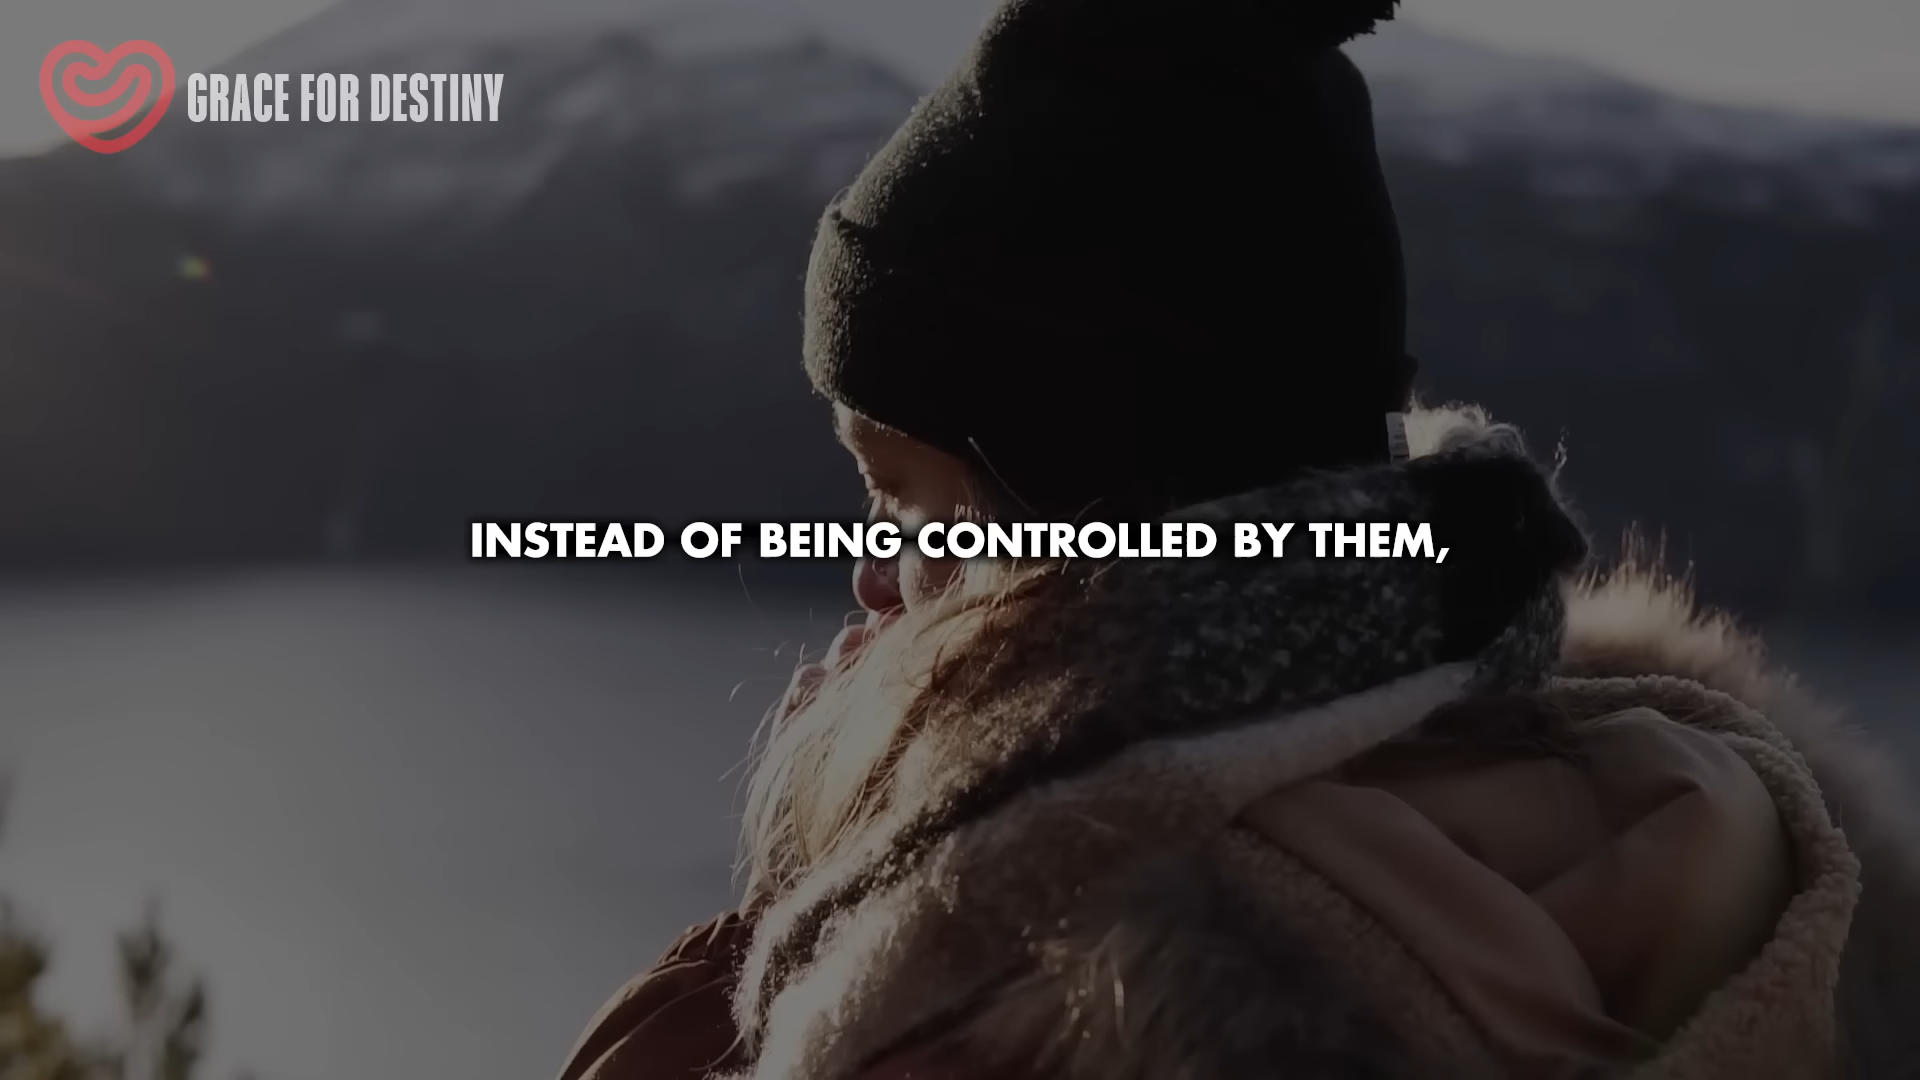 GRACE FOR DESTINY
INSTEAD OF BEING CONTROLLED BY THEM,